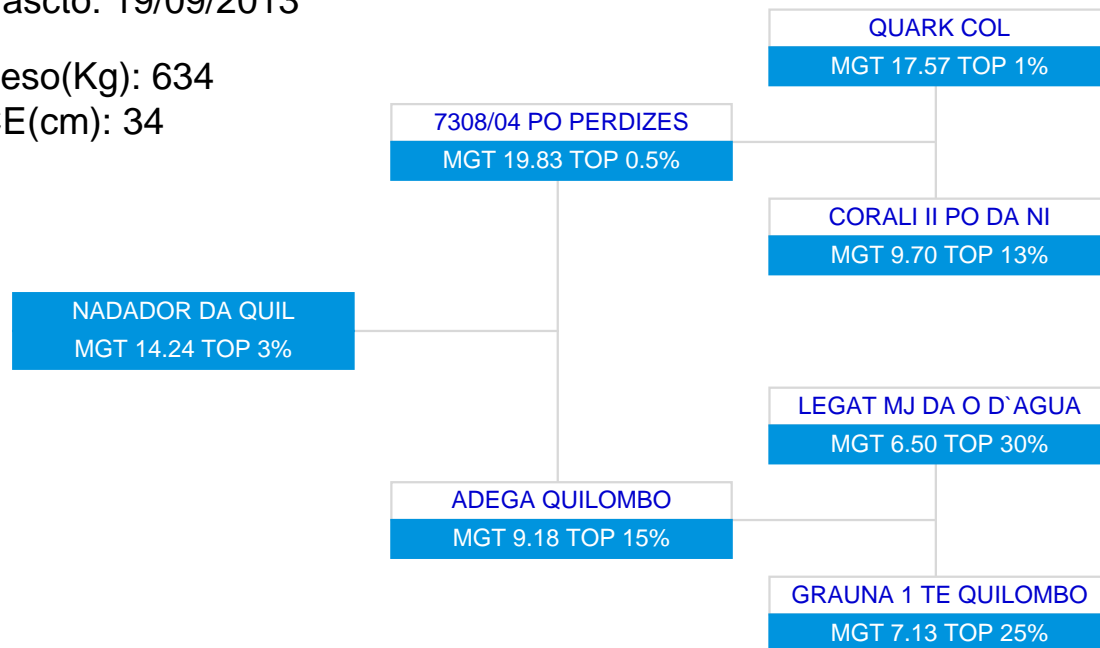 ascto: 19/09/2013
eso(Kg): 634
E(cm): 34
QUARK COL
MGT 17.57 TOP 1%
7308/04 PO PERDIZES
MGT 19.83 TOP 0.5%
CORALI II PO DA NI
MGT 9.70 TOP 13%
NADADOR DA QUIL
MGT 14.24 TOP 3%
LEGAT MJ DA O D`AGUA
MGT 6.50 TOP 30%
ADEGA QUILOMBO
MGT 9.18 TOP 15%
GRAUNA 1 TE QUILOMBO
MGT 7.13 TOP 25%